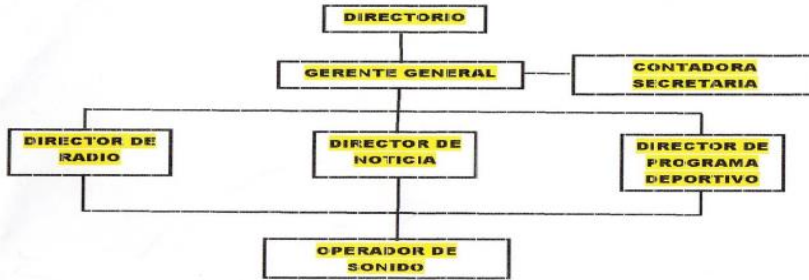 DIRECTORIO
GERENTE GENERAL
CONTADORA
SECRETARIA
DIRECTOR DE
RADIO
DIRECTOR DE
NOTICIA
DIRECTOR DE
PROGRAMA
DEPORTIVO
OPERADOR DE
SONIDO